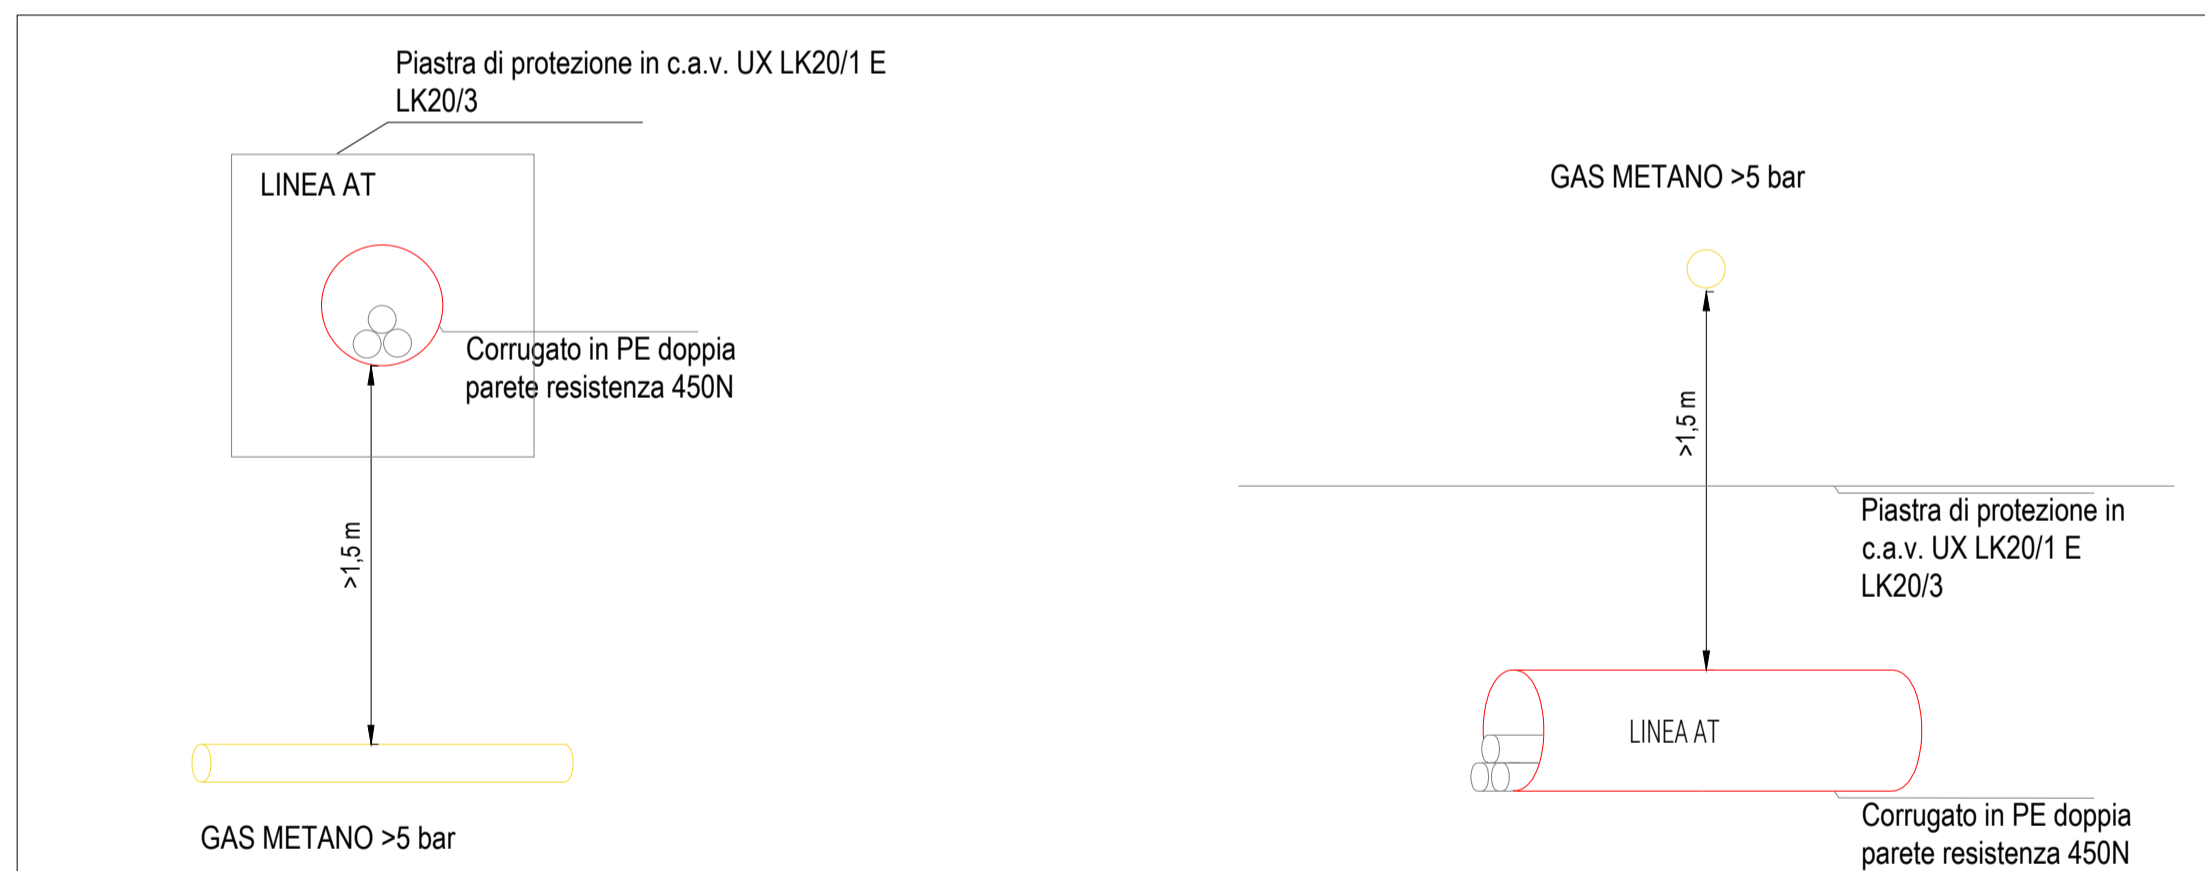 Piastra di protezione in c.a.v. UX LK20/1 E
LK20/3
LINEA AT
Corrugato in PE doppia
parete resistenza 450N
>1,5 m
GAS METANO >5 bar
GAS METANO >5 bar
>1,5 m
Piastra di protezione in
c.a.v. UX LK20/1 E
LK20/3
LINEA AT
Corrugato in PE doppia
parete resistenza 450N